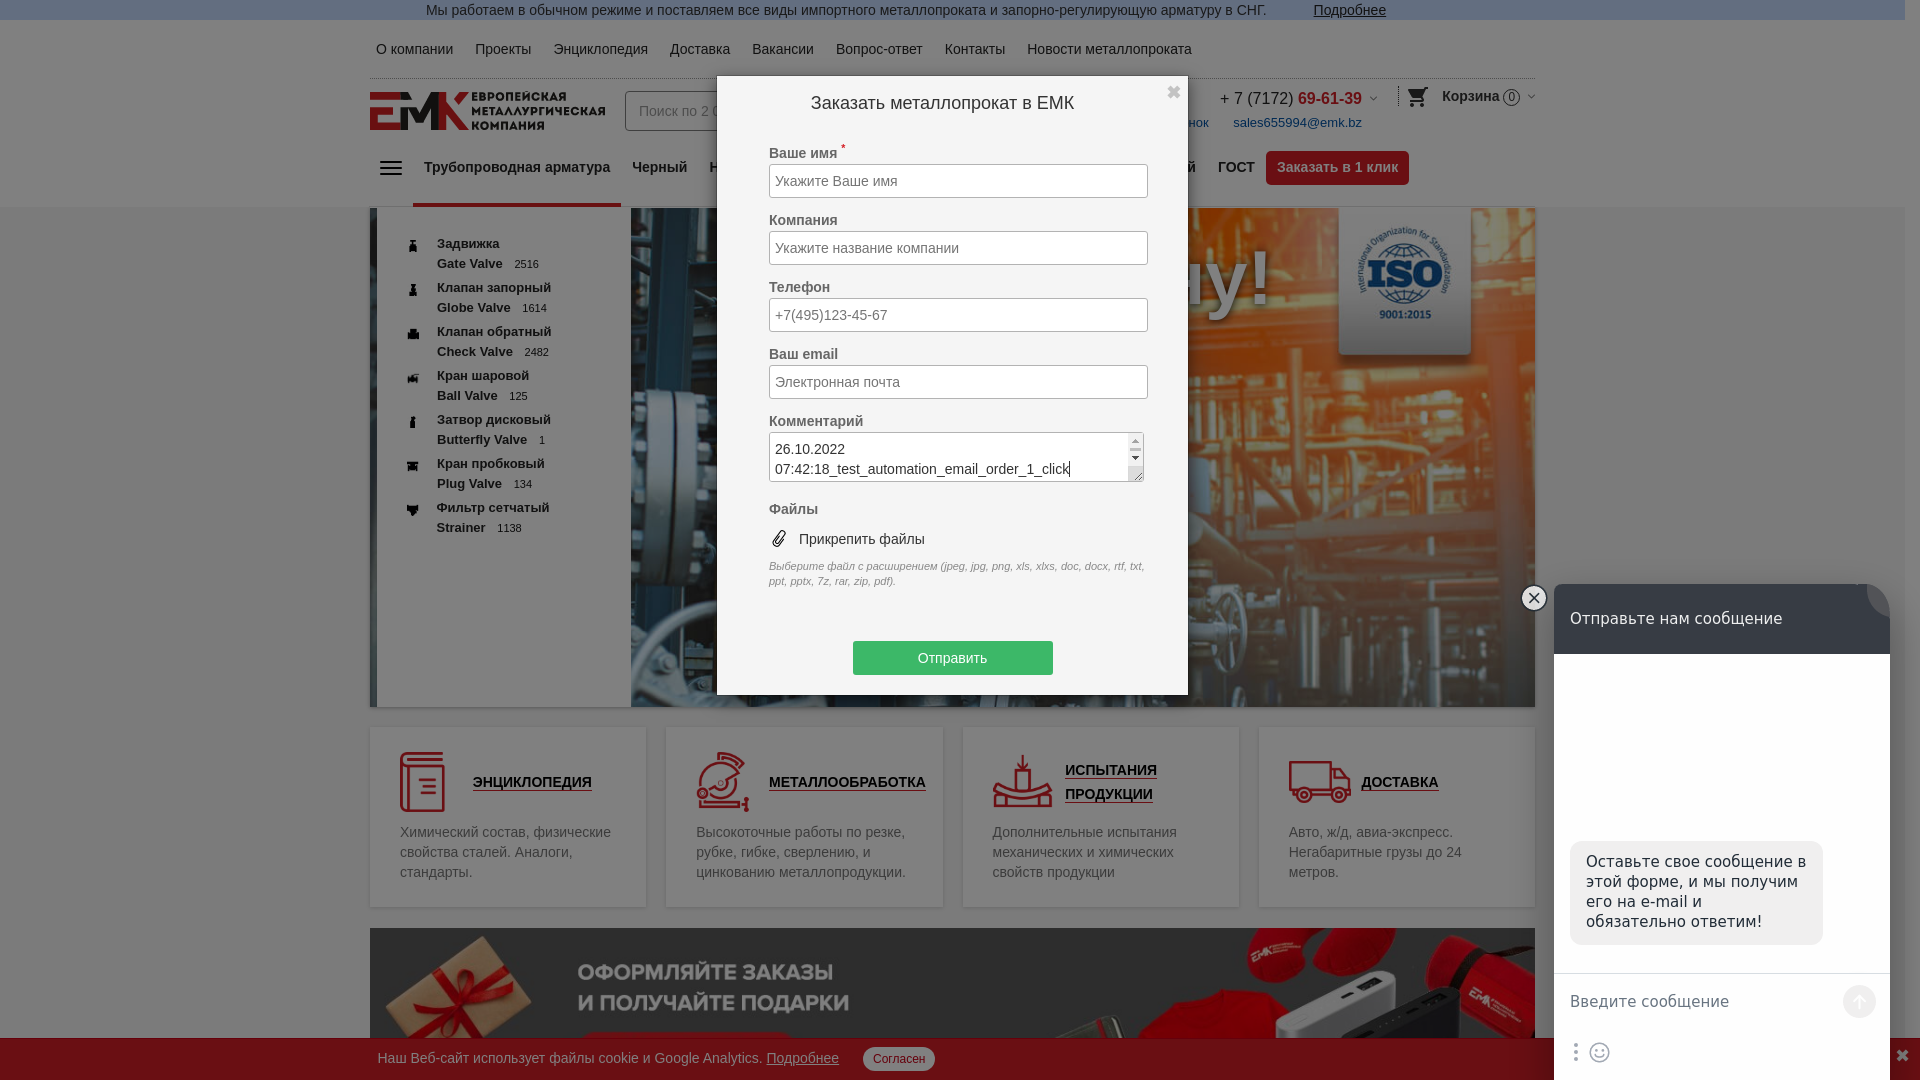 Мы работаем в обычном режиме и поставляем все виды импортного металлопроката и запорно-регулирующую арматуру в СНГ. Подробнее
О компании Проекты Энциклопедия Доставка Вакансии Вопрос-ответ Контакты Новости металлопроката
ЕМК ЕВРОПЕЙСКАЯ
МЕТАЛЛУРГИЧЕСКАЯ
КОМПАНИЯ
Поиск по 2
+ 7 (7172) 69-61-39
Корзина 0
sales655994@emk.bz
Трубопроводная арматура Черный
ГОСТ Заказать в 1 клик
Задвижка
Gate Valve 2516
Клапан запорный
Globe Valve 1614
Клапан обратный
Check Valve 2482
Кран шаровой
Ball Valve 125
Затвор дисковый
Butterfly Valve 1
Кран пробковый
Plug Valve 134
Фильтр сетчатый
Strainer 1138
International Organization for Standardization
ISO
9001:2015
Заказать металлопрокат в ЕМК
Ваше имя *
Укажите Ваше имя
Компания
Укажите название компании
Телефон
+7(495)123-45-67
Ваш email
Электронная почта
Комментарий
26.10.2022
07:42:18_test_automation_email_order_1_click
Файлы
Прикрепить файлы
Выберите файл с расширением (jpeg, jpg, png, xls, xlxs, doc, docx, rtf, txt,
ppt, pptx, 7z, rar, zip, pdf).
Отправить
ЭНЦИКЛОПЕДИЯ
Химический состав, физические
свойства сталей. Аналоги,
стандарты.
МЕТАЛЛООБРАБОТКА
Высокоточные работы по резке,
рубке, гибке, сверлению, и
цинкованию металлопродукции.
ИСПЫТАНИЯ
ПРОДУКЦИИ
Дополнительные испытания
механических и химических
свойств продукции
ДОСТАВКА
Авто, ж/д, авиа-экспресс.
Негабаритные грузы до 24
метров.
ОФОРМЛЯЙТЕ ЗАКАЗЫ
И ПОЛУЧАЙТЕ ПОДАРКИ
Наш Веб-сайт использует файлы cookie и Google Analytics. Подробнее Согласен
Отправьте нам сообщение
Оставьте свое сообщение в
этой форме, и мы получим
его на e-mail и
обязательно ответим!
Введите сообщение